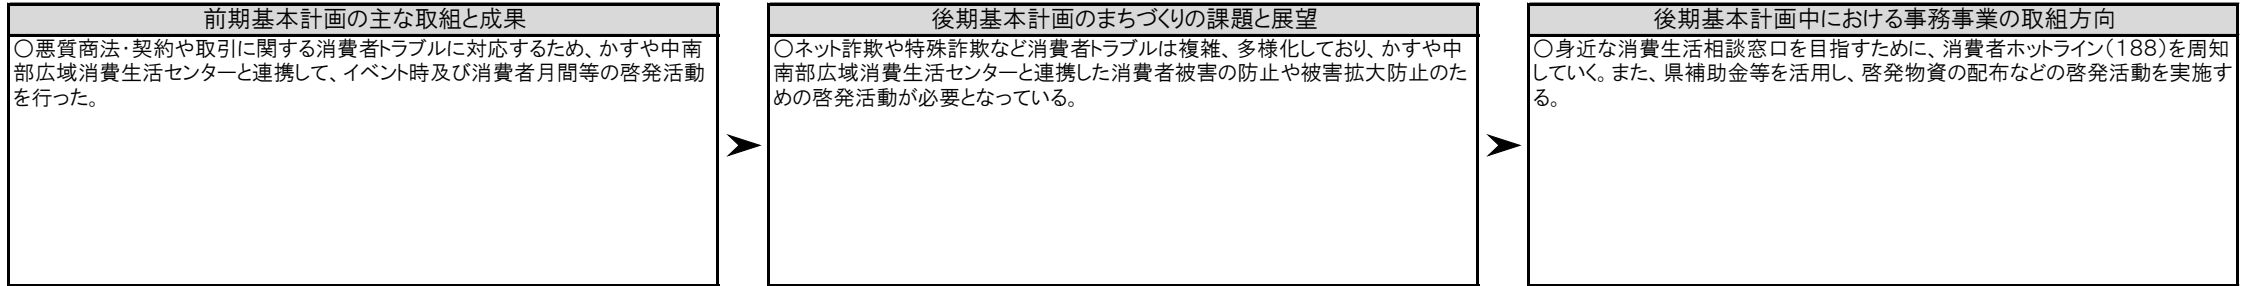 前期基本計画の主な取組と成果
〇悪質商法・契約や取引に関する消費者トラブルに対応するため、かすや中南
部広域消費生活センターと連携して、イベント時及び消費者月間等の啓発活動
を行った。
後期基本計画のまちづくりの課題と展望
〇ネット詐欺や特殊詐欺など消費者トラブルは複雑、多様化しており、かすや中
南部広域消費生活センターと連携した消費者被害の防止や被害拡大防止のた
めの啓発活動が必要となっている。
後期基本計画中における事務事業の取組方向
〇身近な消費生活相談窓口を目指すために、消費者ホットライン(188)を周知
していく。また、県補助金等を活用し、啓発物資の配布などの啓発活動を実施す
る。